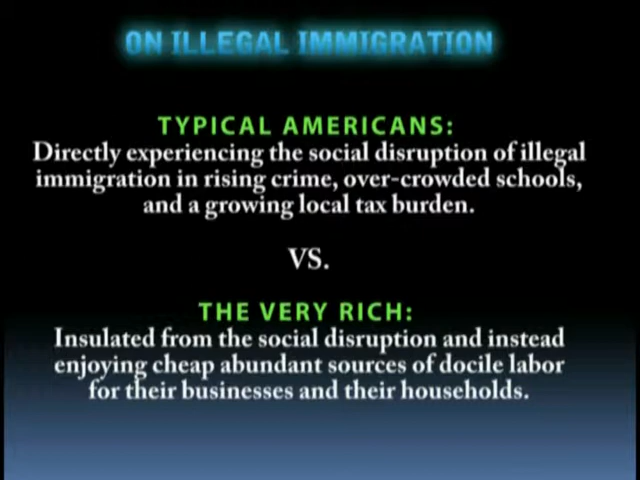 ON ILLEGAL IMMIGRATION
TYPICAL AMERICANS:
Directly experiencing the social disruption of illegal
immigration in rising crime, over-crowded schools,
and a growing local tax burden.
VS.
THE VERY RICH:
Insulated from the social disruption and instead
enjoying cheap abundant sources of docile labor
for their businesses and their households.